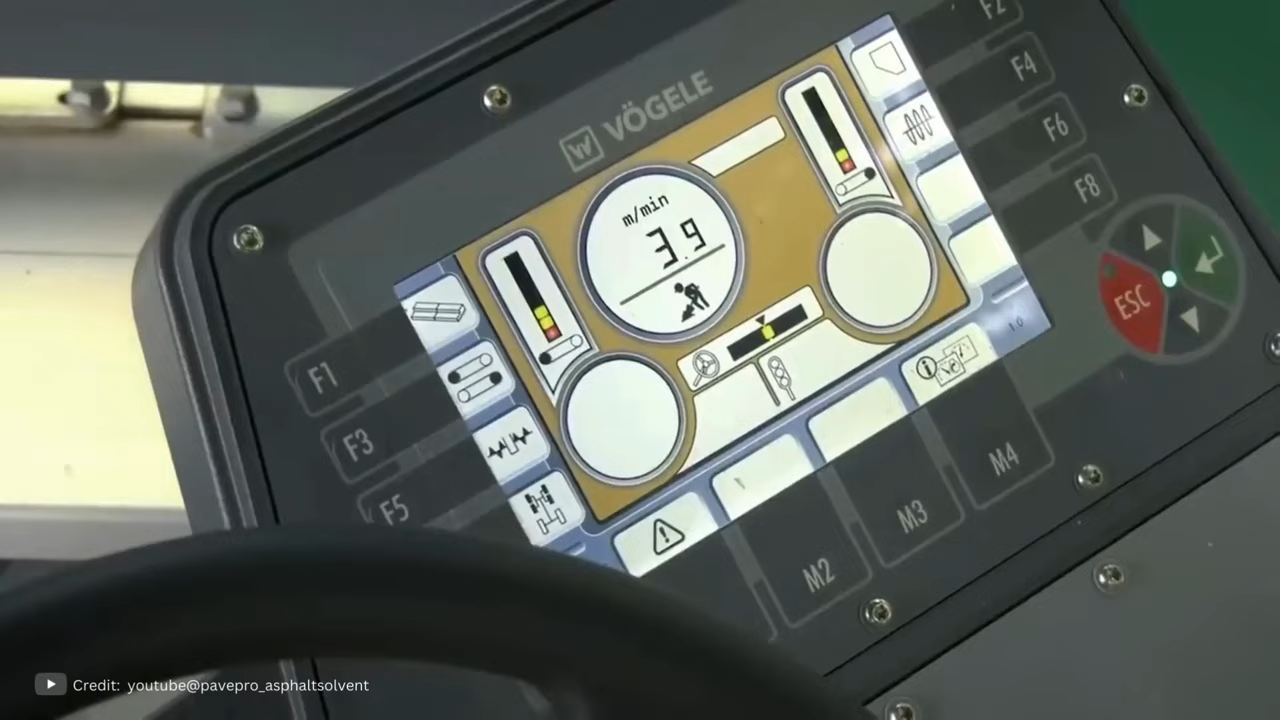 VÖGELE
F2
F4
F6
F8
m/min
3.9
F1
F3
F5
ESC
M2
M3
M4
Credit: youtube@pavepro_asphaltsolvent